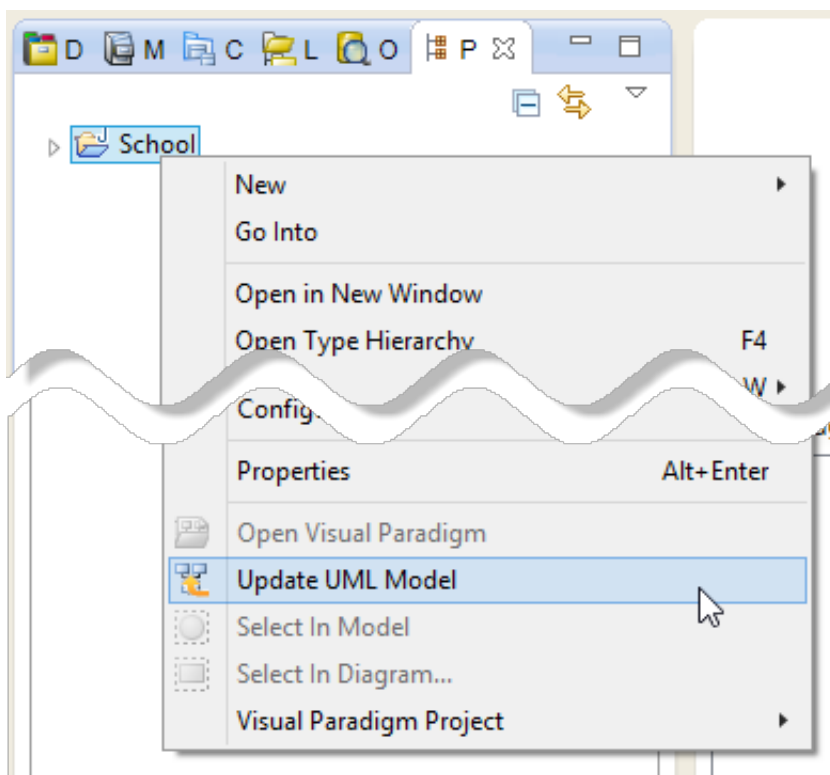 D M C L O P
School
New
Go Into
Open in New Window
Open Type Hierarchy F4
W
Properties Alt+Enter
Open Visual Paradigm
Update UML Model
Select In Model
Select In Diagram...
Visual Paradigm Project